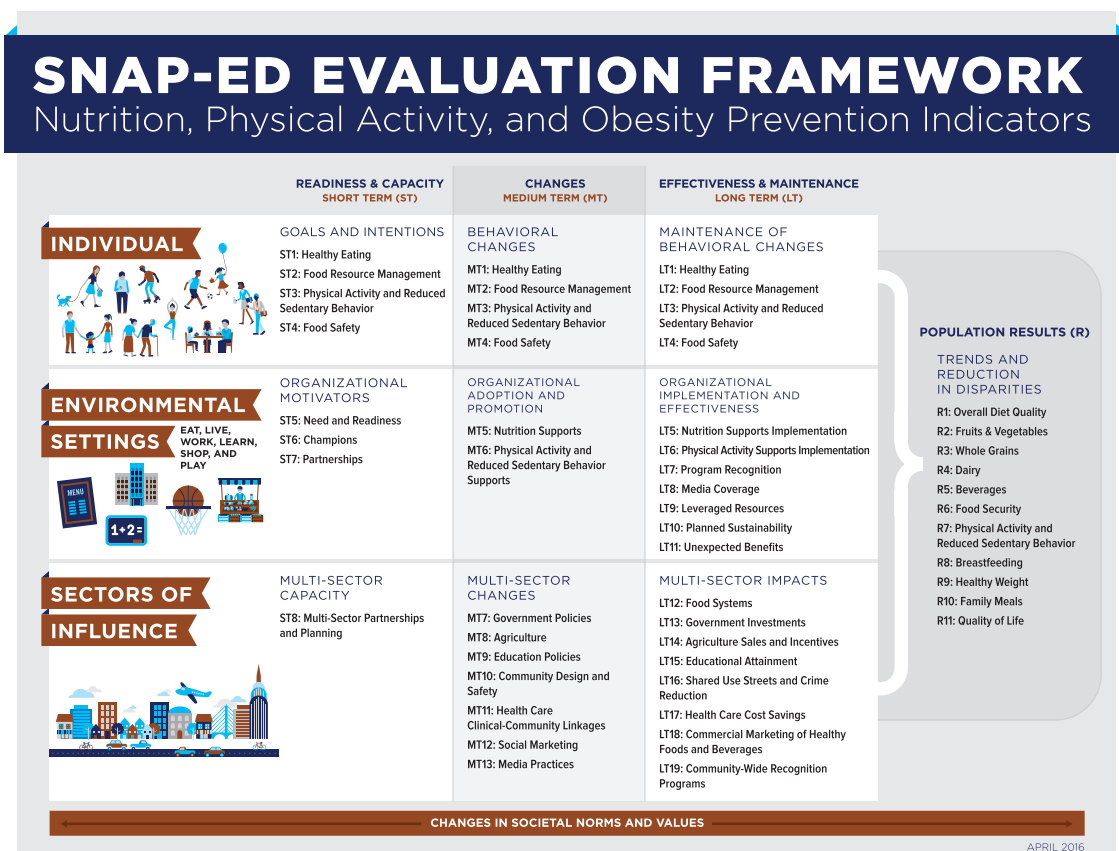 SNAP-ED EVALUATION FRAMEWORK
Nutrition, Physical Activity, and Obesity Prevention Indicators
READINESS & CAPACITY
SHORT TERM (ST)
CHANGES
MEDIUM TERM (MT)
EFFECTIVENESS & MAINTENANCE
LONG TERM (LT)
INDIVIDUAL
GOALS AND INTENTIONS
ST1: Healthy Eating
ST2: Food Resource Management
ST3: Physical Activity and Reduced
Sedentary Behavior
ST4: Food Safety
BEHAVIORAL
CHANGES
MT1: Healthy Eating
MT2: Food Resource Management
MT3: Physical Activity and
Reduced Sedentary Behavior
MT4: Food Safety
MAINTENANCE OF
BEHAVIORAL CHANGES
LT1: Healthy Eating
LT2: Food Resource Management
LT3: Physical Activity and Reduced
Sedentary Behavior
LT4: Food Safety
ENVIRONMENTAL
SETTINGS
EAT, LIVE,
WORK, LEARN,
SHOP, AND
PLAY
MENU
1+2=
ORGANIZATIONAL
MOTIVATORS
ST5: Need and Readiness
ST6: Champions
ST7: Partnerships
ORGANIZATIONAL
ADOPTION AND
PROMOTION
MT5: Nutrition Supports
MT6: Physical Activity and
Reduced Sedentary Behavior
Supports
ORGANIZATIONAL
IMPLEMENTATION AND
EFFECTIVENESS
LT5: Nutrition Supports Implementation
LT6: Physical Activity Supports Implementation
LT7: Program Recognition
LT8: Media Coverage
LT9: Leveraged Resources
LT10: Planned Sustainability
LT11: Unexpected Benefits
SECTORS OF
INFLUENCE
MULTI-SECTOR
CAPACITY
ST8: Multi-Sector Partnerships
and Planning
MULTI-SECTOR
CHANGES
MT7: Government Policies
MT8: Agriculture
MT9: Education Policies
MT10: Community Design and
Safety
MT11: Health Care
Clinical-Community Linkages
MT12: Social Marketing
MT13: Media Practices
MULTI-SECTOR IMPACTS
LT12: Food Systems
LT13: Government Investments
LT14: Agriculture Sales and Incentives
LT15: Educational Attainment
LT16: Shared Use Streets and Crime
Reduction
LT17: Health Care Cost Savings
LT18: Commercial Marketing of Healthy
Foods and Beverages
LT19: Community-Wide Recognition
Programs
POPULATION RESULTS (R)
TRENDS AND
REDUCTION
IN DISPARITIES
R1: Overall Diet Quality
R2: Fruits & Vegetables
R3: Whole Grains
R4: Dairy
R5: Beverages
R6: Food Security
R7: Physical Activity and
Reduced Sedentary Behavior
R8: Breastfeeding
R9: Healthy Weight
R10: Family Meals
R11: Quality of Life
CHANGES IN SOCIETAL NORMS AND VALUES
APRIL 2016